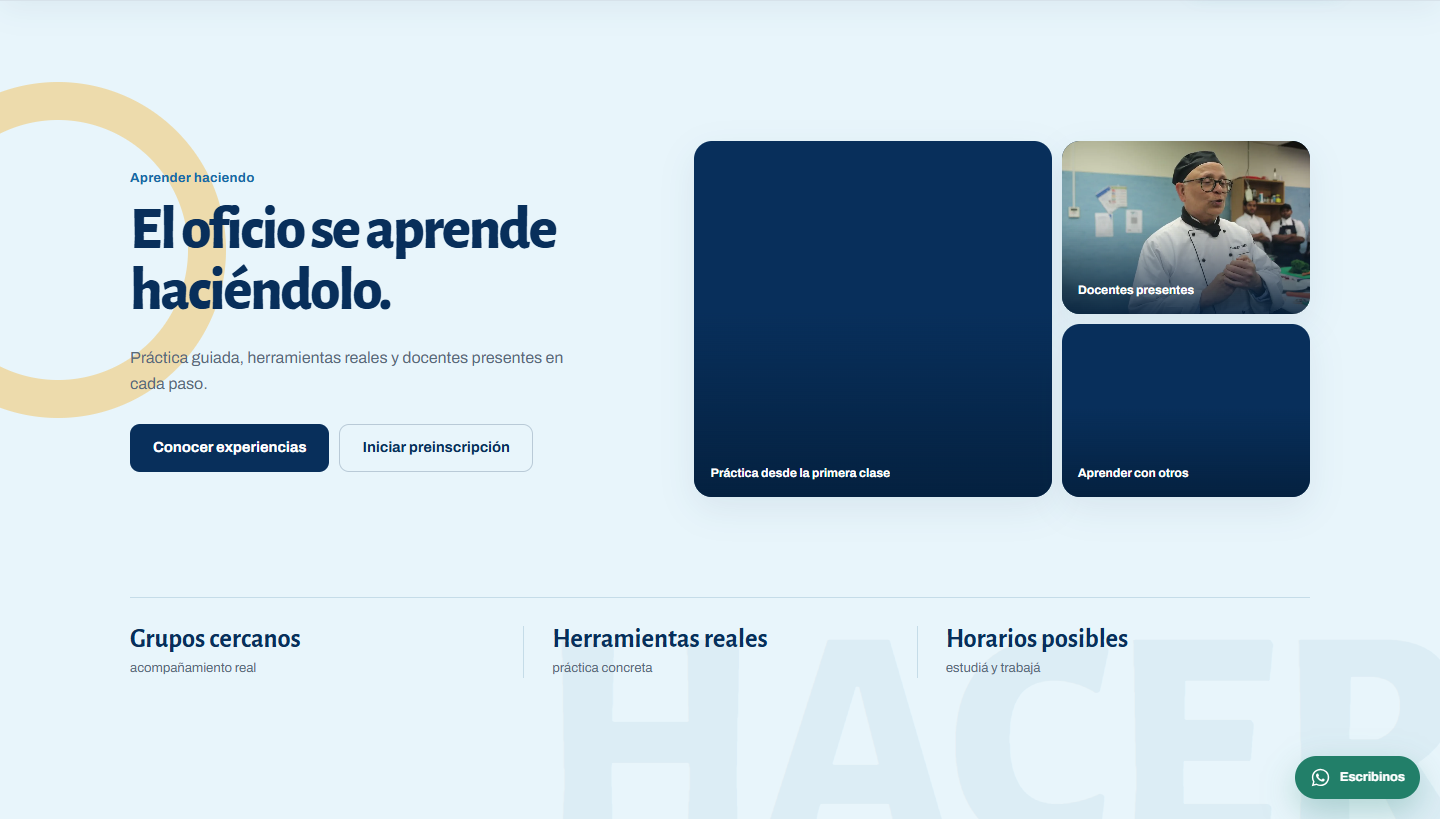 Aprender haciendo
El oficio se aprende
haciéndolo.
Práctica guiada, herramientas reales y docentes presentes en
cada paso.
Conocer experiencias
Iniciar preinscripción
Docentes presentes
Práctica desde la primera clase
Aprender con otros
Grupos cercanos
acompañamiento real
Herramientas reales
práctica concreta
Horarios posibles
estudiá y trabajá
HACER
Escribinos